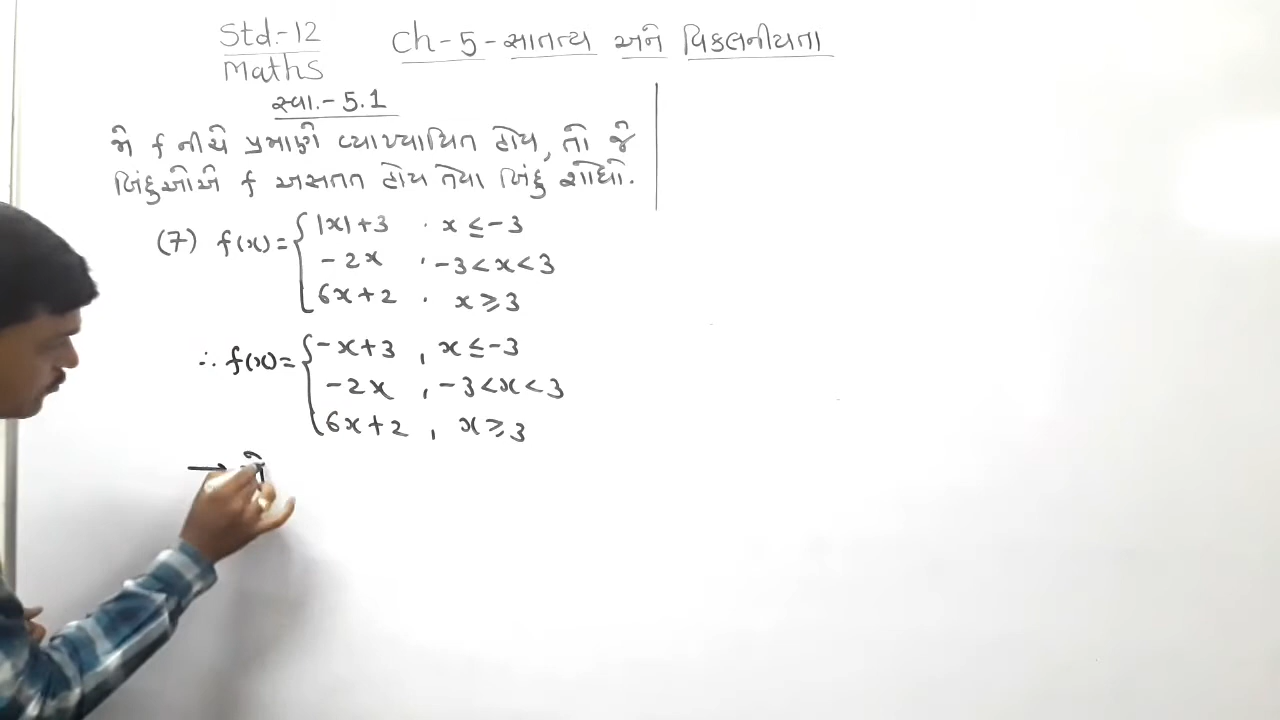 Std.-12
Maths
Ch-5-સાતત્ય અને વિકલનીયતા
સ્વા.-5.1
જો f નીચે પ્રમાણે વ્યાખ્યાયિત હોય, તો જે
બિંદુઓએ f અસતત હોય તેવા બિંદુ શોધો.
(7) f(x)= { |x|+3 . x ≤ -3
-2x , -3<x<3
6x+2 . x ≥ 3
∴ f(x)= { -x+3 , x ≤ -3
-2x , -3<x<3
6x+2 , x ≥ 3
→